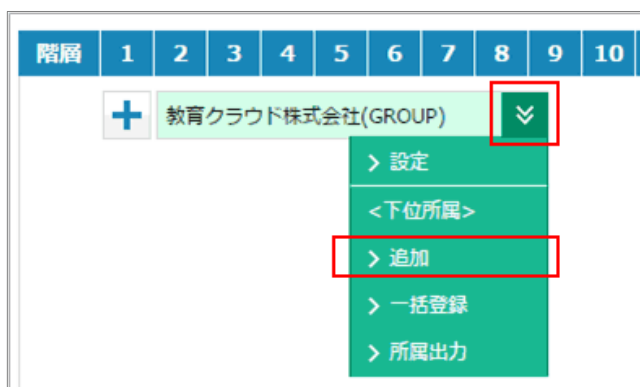 階層 1 2 3 4 5 6 7 8 9 10
教育クラウド株式会社(GROUP)
> 設定
<下位所属>
> 追加
> 一括登録
> 所属出力